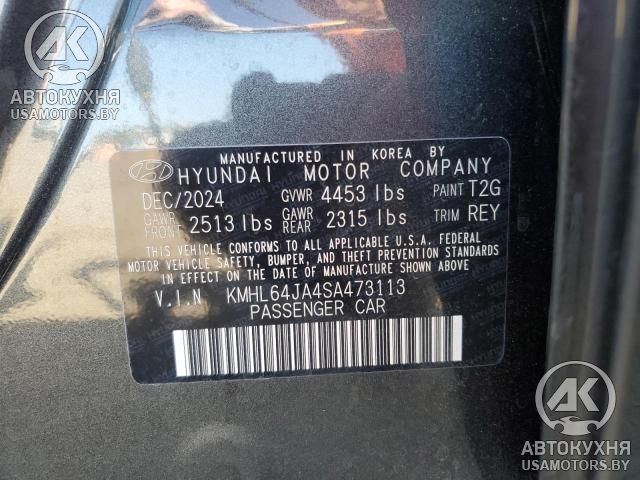 АК
АВТОКУХНЯ
USAMOTORS.BY
MANUFACTURED IN KOREA BY
HYUNDAI MOTOR COMPANY
DEC/2024 GVWR 4453 lbs PAINT T2G
GAWR FRONT 2513 lbs GAWR REAR 2315 lbs TRIM REY
THIS VEHICLE CONFORMS TO ALL APPLICABLE U.S.A. FEDERAL
MOTOR VEHICLE SAFETY, BUMPER, AND THEFT PREVENTION STANDARDS
IN EFFECT ON THE DATE OF MANUFACTURE SHOWN ABOVE.
V.I.N KMHL64JA4SA473113
PASSENGER CAR
АК
АВТОКУХНЯ
USAMOTORS.BY